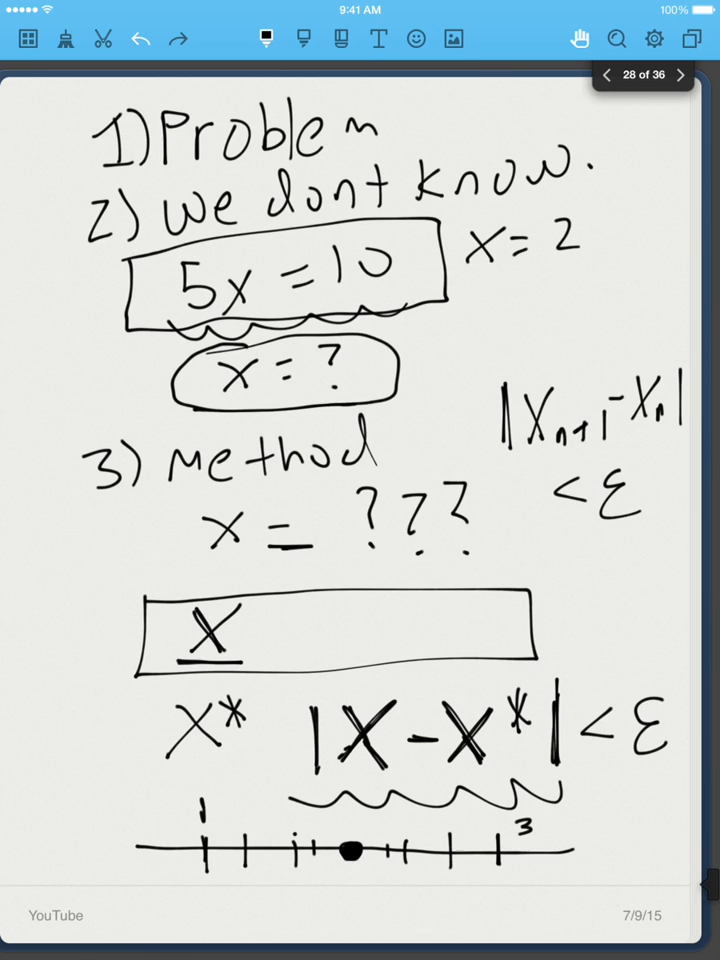 9:41 AM
100%
28 of 36
1) Problem
2) we dont know.
5x = 10
x = 2
x = ?
|Xn+1 - Xn|
< ε
3) Method
x = ???
X
X*
|X - X*| < ε
1
3
YouTube
7/9/15